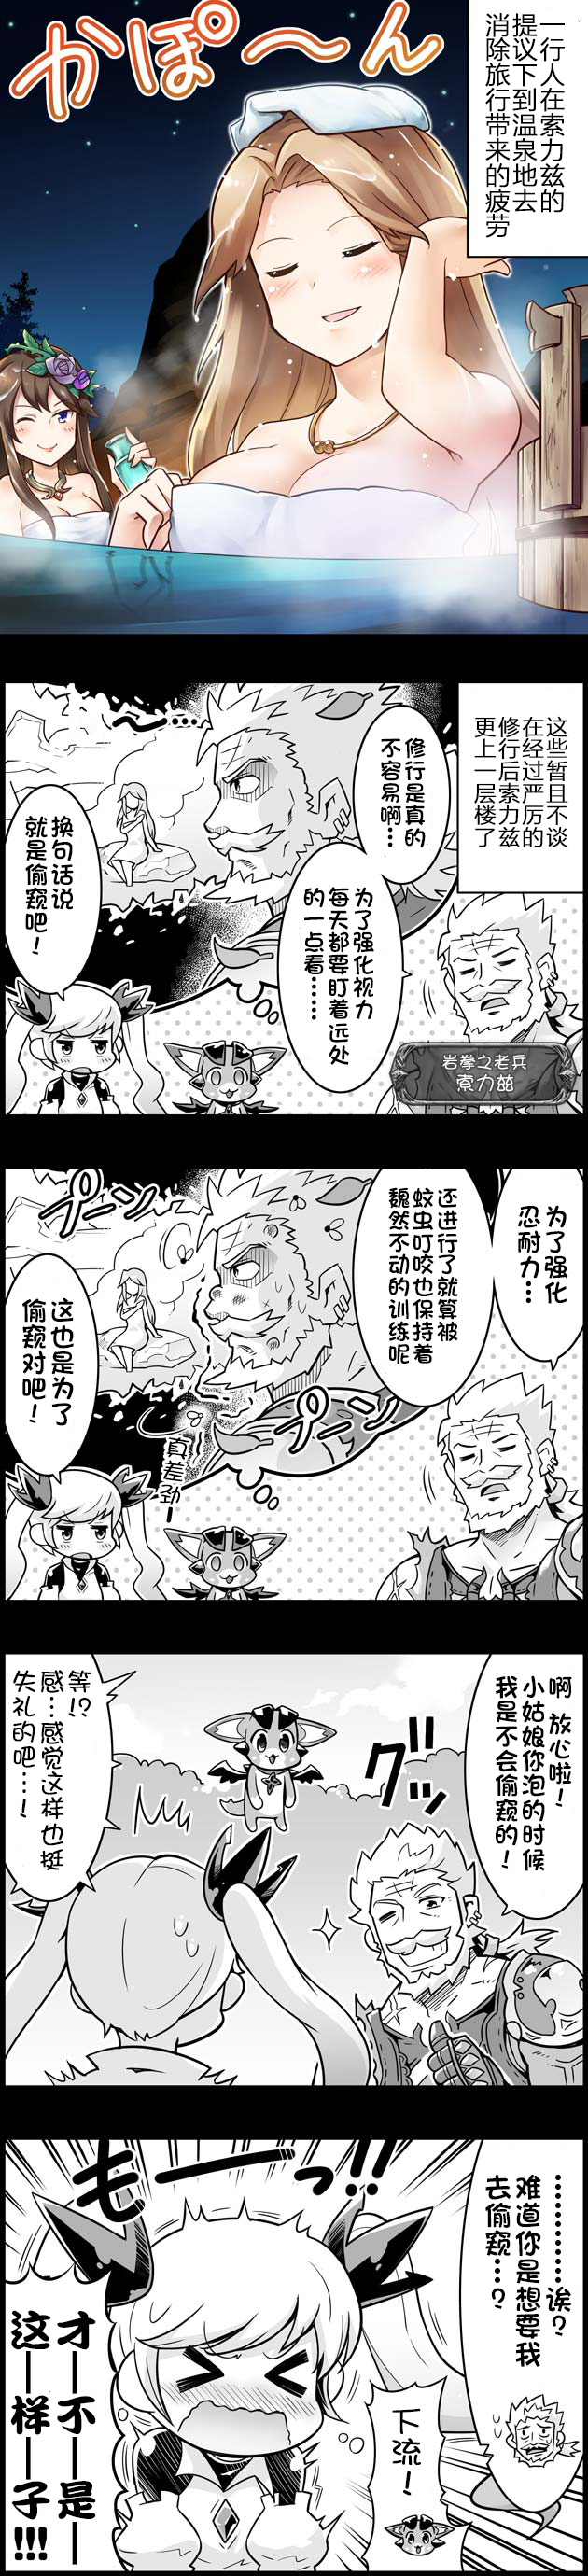 かぽ～ん
一行人在索力兹的
提议下到温泉地去
消除旅行带来的疲劳
这些暂且不谈
在经过严厉的
修行后索力兹
更上一层楼了
修行是真的
不容易啊…
为了强化视力
每天都要盯着远处
的一点看……
换句话说
就是偷窥吧！
岩拳之老兵
索力兹
为了强化
忍耐力…
还进行了就算被
蚊虫叮咬也保持着
巍然不动的训练呢
プーン
プーン
这也是为了
偷窥对吧！
真差劲！
啊 放心啦！
小姑娘你泡的时候
我是不会偷窥的！
グッ
等!?
感…感觉这样也挺
失礼的吧…！
…………诶？
难道你是想要我
去偷窥…？
もーーっ!!
下流！
才—不—是—
这—样—子!!!